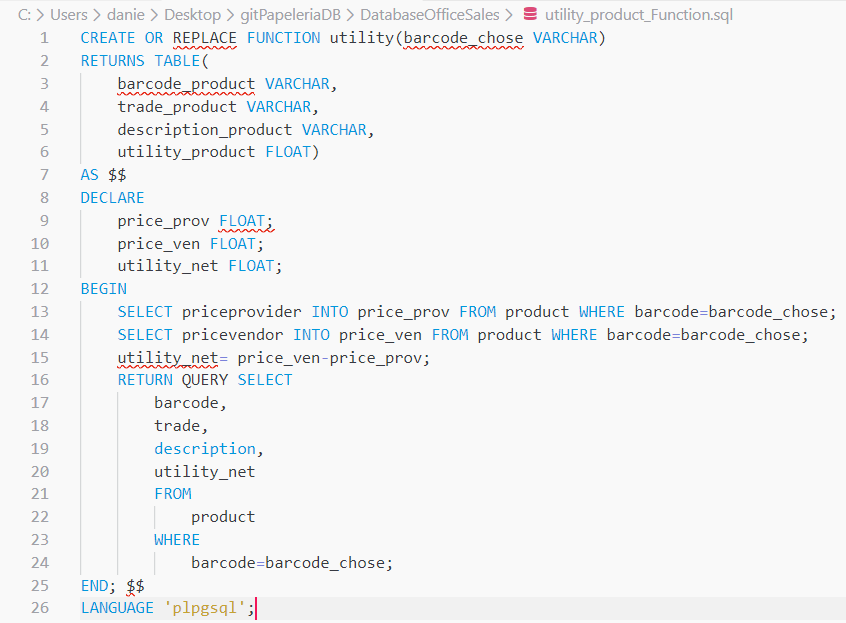 C: > Users > danie > Desktop > gitPapeleriaDB > DatabaseOfficeSales > utility_product_Function.sql
1 CREATE OR REPLACE FUNCTION utility(barcode_chose VARCHAR)
2 RETURNS TABLE(
3     barcode_product VARCHAR,
4     trade_product VARCHAR,
5     description_product VARCHAR,
6     utility_product FLOAT)
7 AS $$
8 DECLARE
9     price_prov FLOAT;
10     price_ven FLOAT;
11     utility_net FLOAT;
12 BEGIN
13     SELECT priceprovider INTO price_prov FROM product WHERE barcode=barcode_chose;
14     SELECT pricevendor INTO price_ven FROM product WHERE barcode=barcode_chose;
15     utility_net= price_ven-price_prov;
16     RETURN QUERY SELECT
17         barcode,
18         trade,
19         description,
20         utility_net
21         FROM
22             product
23         WHERE
24             barcode=barcode_chose;
25 END; $$
26 LANGUAGE 'plpgsql';